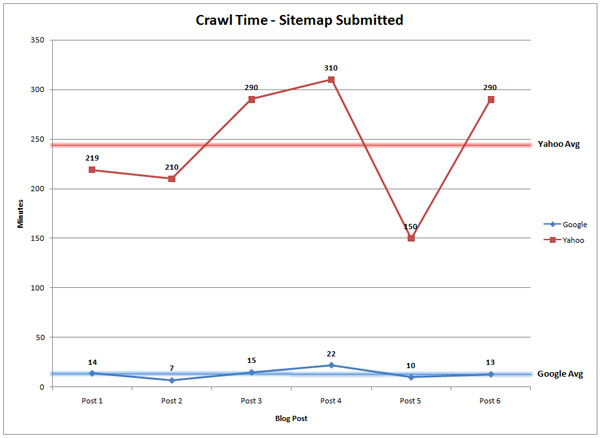 Crawl Time - Sitemap Submitted
350
300
250
200
150
100
50
0
Minutes
219
210
290
310
150
290
Yahoo Avg
14
7
15
22
10
13
Google Avg
Google
Yahoo
Post 1 Post 2 Post 3 Post 4 Post 5 Post 6
Blog Post